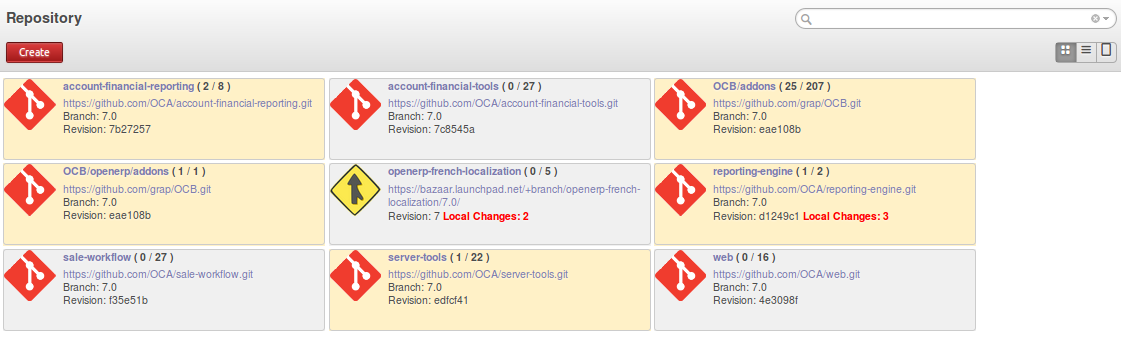 Repository
Create
account-financial-reporting ( 2 / 8 )
https://github.com/OCA/account-financial-reporting.git
Branch: 7.0
Revision: 7b27257
account-financial-tools ( 0 / 27 )
https://github.com/OCA/account-financial-tools.git
Branch: 7.0
Revision: 7c8545a
OCB/addons ( 25 / 207 )
https://github.com/grap/OCB.git
Branch: 7.0
Revision: eae108b
OCB/openerp/addons ( 1 / 1 )
https://github.com/grap/OCB.git
Branch: 7.0
Revision: eae108b
openerp-french-localization ( 0 / 5 )
https://bazaar.launchpad.net/+branch/openerp-french-
localization/7.0/
Revision: 7 Local Changes: 2
reporting-engine ( 1 / 2 )
https://github.com/OCA/reporting-engine.git
Branch: 7.0
Revision: d1249c1 Local Changes: 3
sale-workflow ( 0 / 27 )
https://github.com/OCA/sale-workflow.git
Branch: 7.0
Revision: f35e51b
server-tools ( 1 / 22 )
https://github.com/OCA/server-tools.git
Branch: 7.0
Revision: edfcf41
web ( 0 / 16 )
https://github.com/OCA/web.git
Branch: 7.0
Revision: 4e3098f